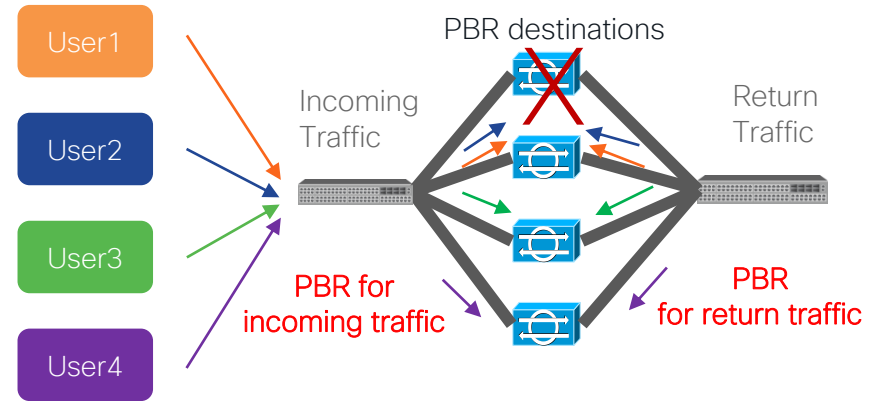 User1
User2
User3
User4
PBR destinations
Incoming
Traffic
Return
Traffic
PBR for
incoming traffic
PBR
for return traffic